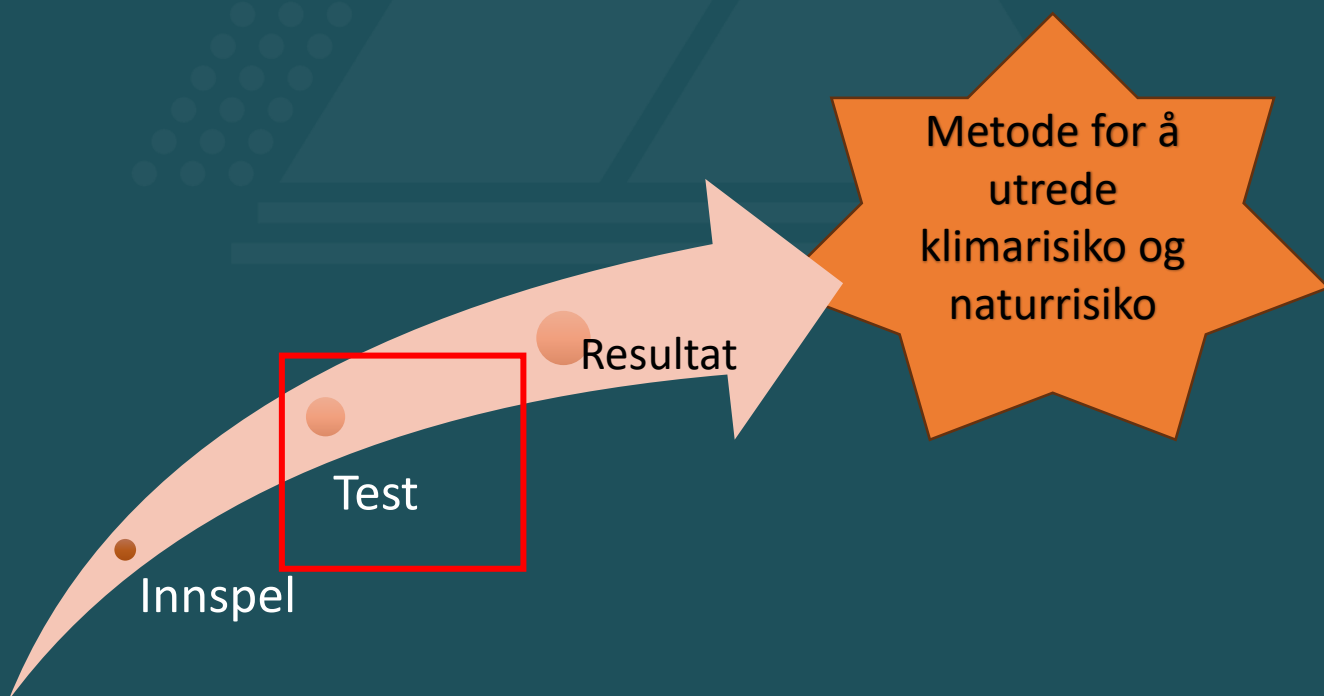 Metode for å
utrede
klimarisiko og
naturrisiko
Resultat
Test
Innspel